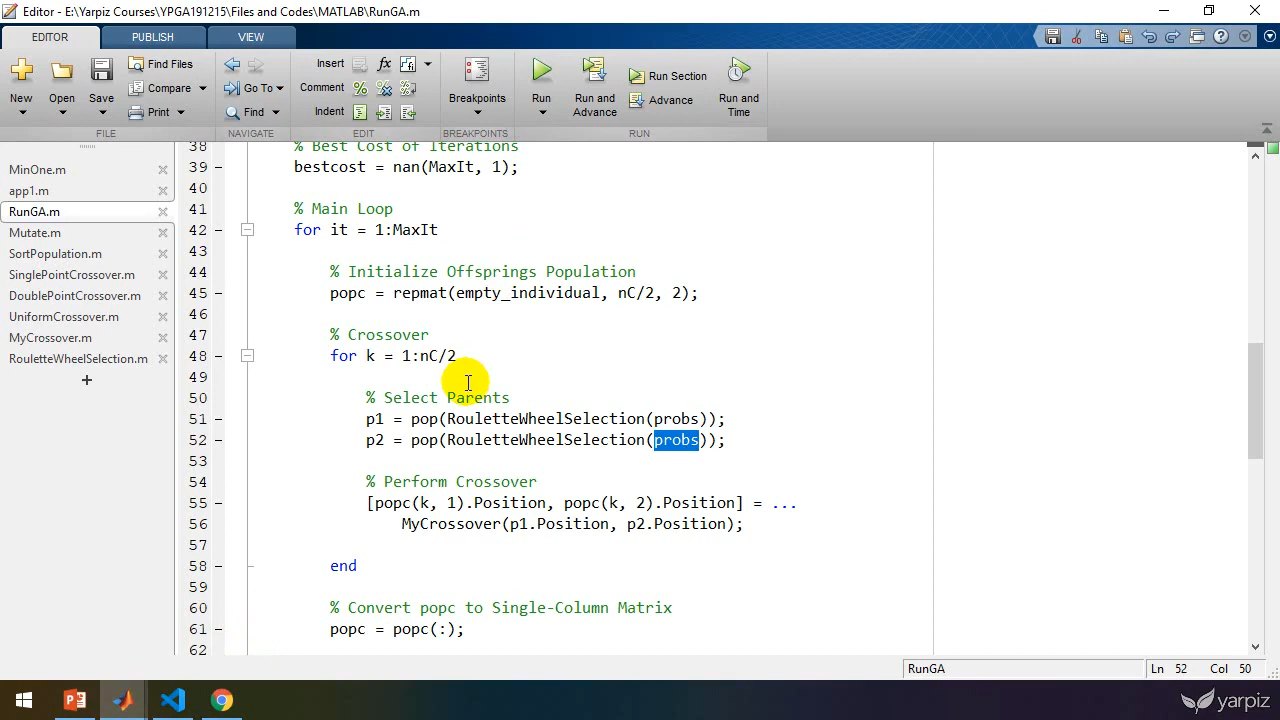 Editor - E:\Yarpiz Courses\YPGA191215\Files and Codes\MATLAB\RunGA.m
EDITOR PUBLISH VIEW
New Open Save Find Files Compare Print
Go To Find
Insert fx
Comment %
Indent
Breakpoints
Run Run and Advance Run Section Advance Run and Time
FILE NAVIGATE EDIT BREAKPOINTS RUN
MinOne.m
app1.m
RunGA.m
Mutate.m
SortPopulation.m
SinglePointCrossover.m
DoublePointCrossover.m
UniformCrossover.m
MyCrossover.m
RouletteWheelSelection.m
38 % Best Cost of Iterations
39 bestcost = nan(MaxIt, 1);
40
41 % Main Loop
42 for it = 1:MaxIt
43
44 % Initialize Offsprings Population
45 popc = repmat(empty_individual, nC/2, 2);
46
47 % Crossover
48 for k = 1:nC/2
49
50 % Select Parents
51 p1 = pop(RouletteWheelSelection(probs));
52 p2 = pop(RouletteWheelSelection(probs));
53
54 % Perform Crossover
55 [popc(k, 1).Position, popc(k, 2).Position] = ...
56 MyCrossover(p1.Position, p2.Position);
57
58 end
59
60 % Convert popc to Single-Column Matrix
61 popc = popc(:);
62
RunGA Ln 52 Col 50
yarpiz